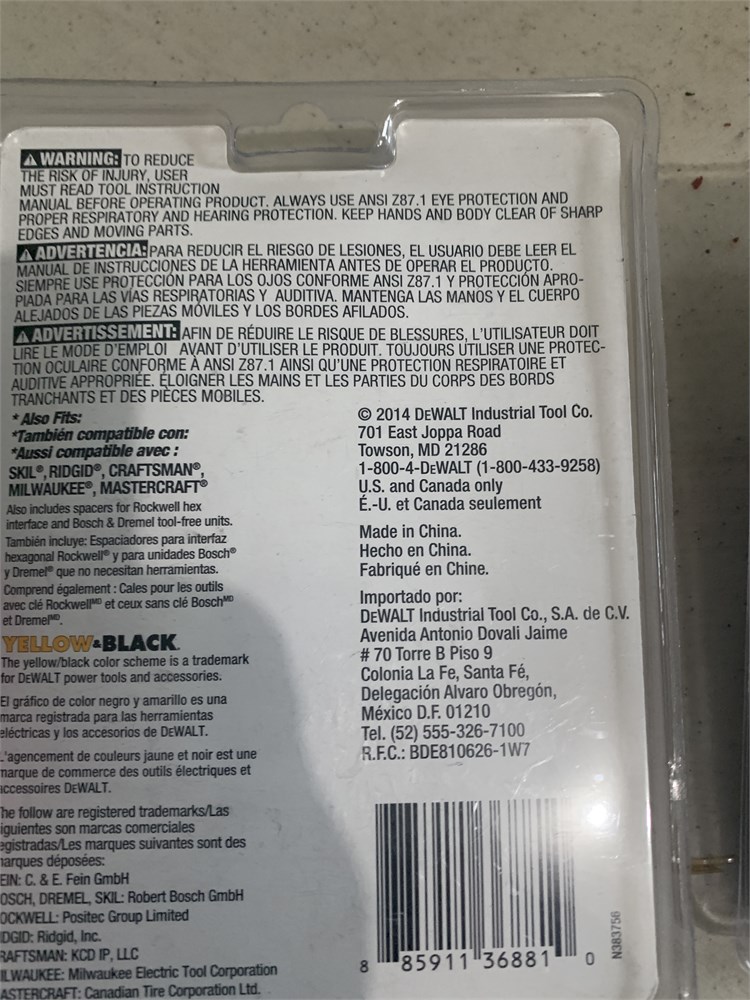 ⚠ WARNING: TO REDUCE
THE RISK OF INJURY, USER
MUST READ TOOL INSTRUCTION
MANUAL BEFORE OPERATING PRODUCT. ALWAYS USE ANSI Z87.1 EYE PROTECTION AND
PROPER RESPIRATORY AND HEARING PROTECTION. KEEP HANDS AND BODY CLEAR OF SHARP
EDGES AND MOVING PARTS.
⚠ ADVERTENCIA: PARA REDUCIR EL RIESGO DE LESIONES, EL USUARIO DEBE LEER EL
MANUAL DE INSTRUCCIONES DE LA HERRAMIENTA ANTES DE OPERAR EL PRODUCTO.
SIEMPRE USE PROTECCIÓN PARA LOS OJOS CONFORME ANSI Z87.1 Y PROTECCIÓN APRO-
PIADA PARA LAS VÍAS RESPIRATORIAS Y AUDITIVA. MANTENGA LAS MANOS Y EL CUERPO
ALEJADOS DE LAS PIEZAS MÓVILES Y LOS BORDES AFILADOS.
⚠ ADVERTISSEMENT: AFIN DE RÉDUIRE LE RISQUE DE BLESSURES, L'UTILISATEUR DOIT
LIRE LE MODE D'EMPLOI AVANT D'UTILISER LE PRODUIT. TOUJOURS UTILISER UNE PROTEC-
TION OCULAIRE CONFORME À ANSI Z87.1 AINSI QU'UNE PROTECTION RESPIRATOIRE ET
AUDITIVE APPROPRIÉE. ÉLOIGNER LES MAINS ET LES PARTIES DU CORPS DES BORDS
TRANCHANTS ET DES PIÈCES MOBILES.
* Also Fits:
*También compatible con:
*Aussi compatible avec :
SKIL®, RIDGID®, CRAFTSMAN®,
MILWAUKEE®, MASTERCRAFT®
Also includes spacers for Rockwell hex
interface and Bosch & Dremel tool-free units.
También incluye: Espaciadores para interfaz
hexagonal Rockwell® y para unidades Bosch®
y Dremel® que no necesitan herramientas.
Comprend également : Cales pour les outils
avec clé Rockwell MD et ceux sans clé Bosch MD
et Dremel MD.
YELLOW&BLACK.
The yellow/black color scheme is a trademark
for DEWALT power tools and accessories.
El gráfico de color negro y amarillo es una
marca registrada para las herramientas
eléctricas y los accesorios de DEWALT.
L'agencement de couleurs jaune et noir est une
marque de commerce des outils électriques et
accessoires DEWALT.
he follow are registered trademarks/Las
iguientes son marcas comerciales
egistradas/Les marques suivantes sont des
arques déposées:
EIN: C. & E. Fein GmbH
OSCH, DREMEL, SKIL: Robert Bosch GmbH
OCKWELL: Positec Group Limited
DGID: Ridgid, Inc.
RAFTSMAN: KCD IP, LLC
ILWAUKEE: Milwaukee Electric Tool Corporation
ASTERCRAFT: Canadian Tire Corporation Ltd.
© 2014 DEWALT Industrial Tool Co.
701 East Joppa Road
Towson, MD 21286
1-800-4-DEWALT (1-800-433-9258)
U.S. and Canada only
É.-U. et Canada seulement
Made in China.
Hecho en China.
Fabriqué en Chine.
Importado por:
DEWALT Industrial Tool Co., S.A. de C.V.
Avenida Antonio Dovali Jaime
# 70 Torre B Piso 9
Colonia La Fe, Santa Fé,
Delegación Alvaro Obregón,
México D.F. 01210
Tel. (52) 555-326-7100
R.F.C.: BDE810626-1W7
8 85911 36881 0
N383756